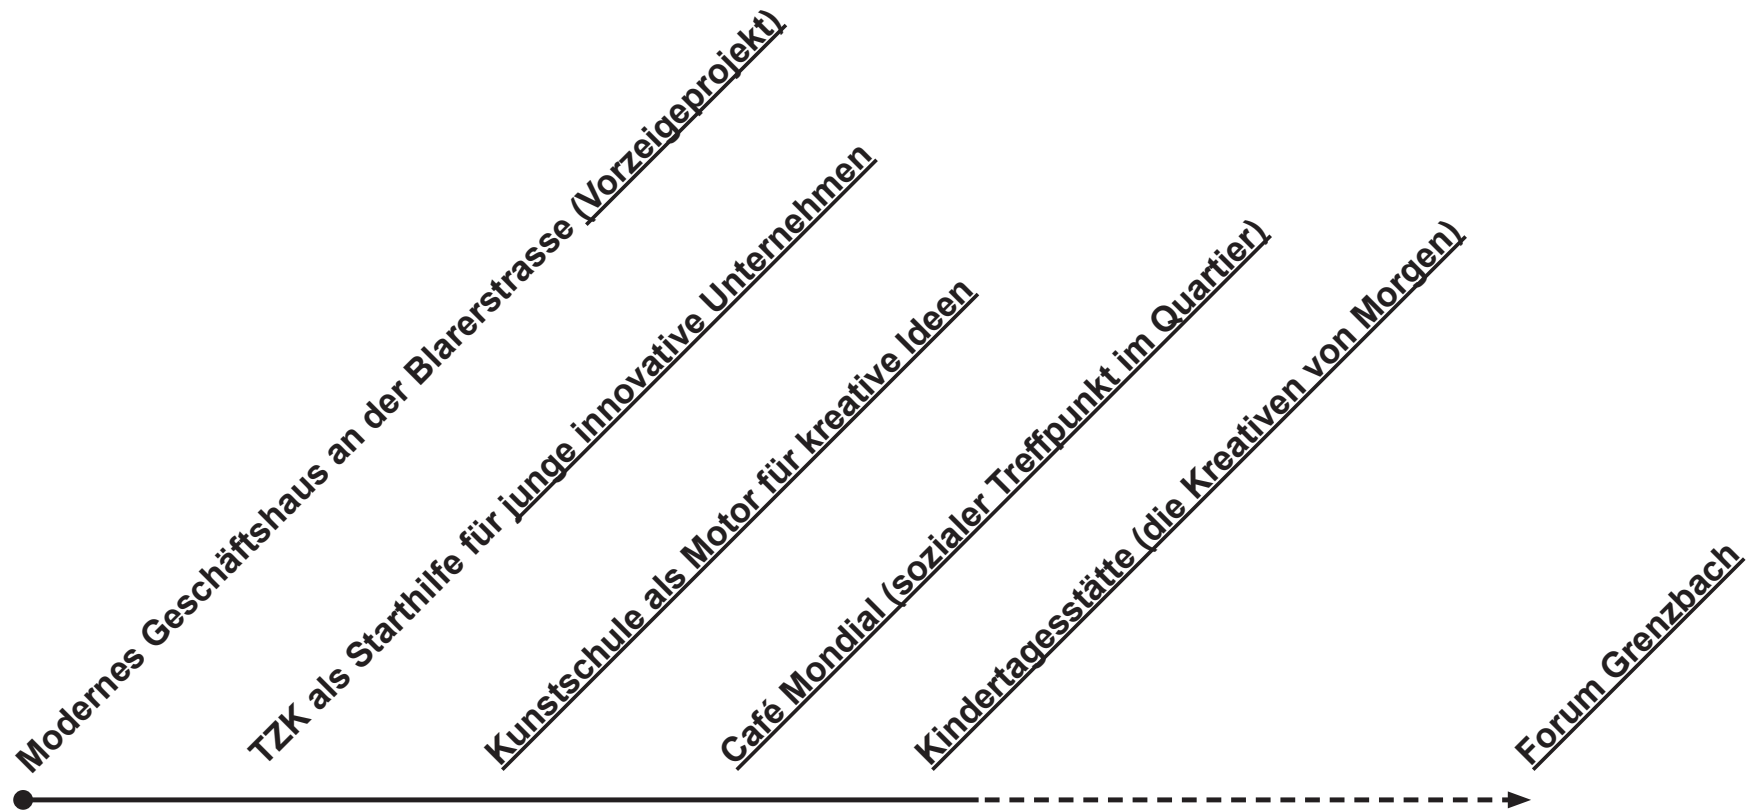 Modernes Geschäftshaus an der Blarerstrasse (Vorzeigeprojekt)
TZK als Starthilfe für junge innovative Unternehmen
Kunstschule als Motor für kreative Ideen
Café Mondial (sozialer Treffpunkt im Quartier)
Kindertagesstätte (die Kreativen von Morgen)
Forum Grenzbach